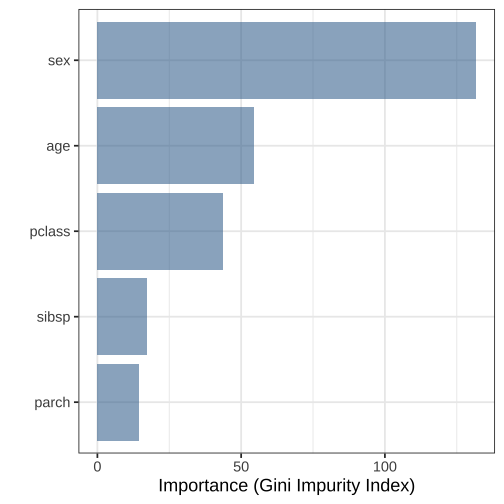 sex
age
pclass
sibsp
parch
0 50 100
Importance (Gini Impurity Index)